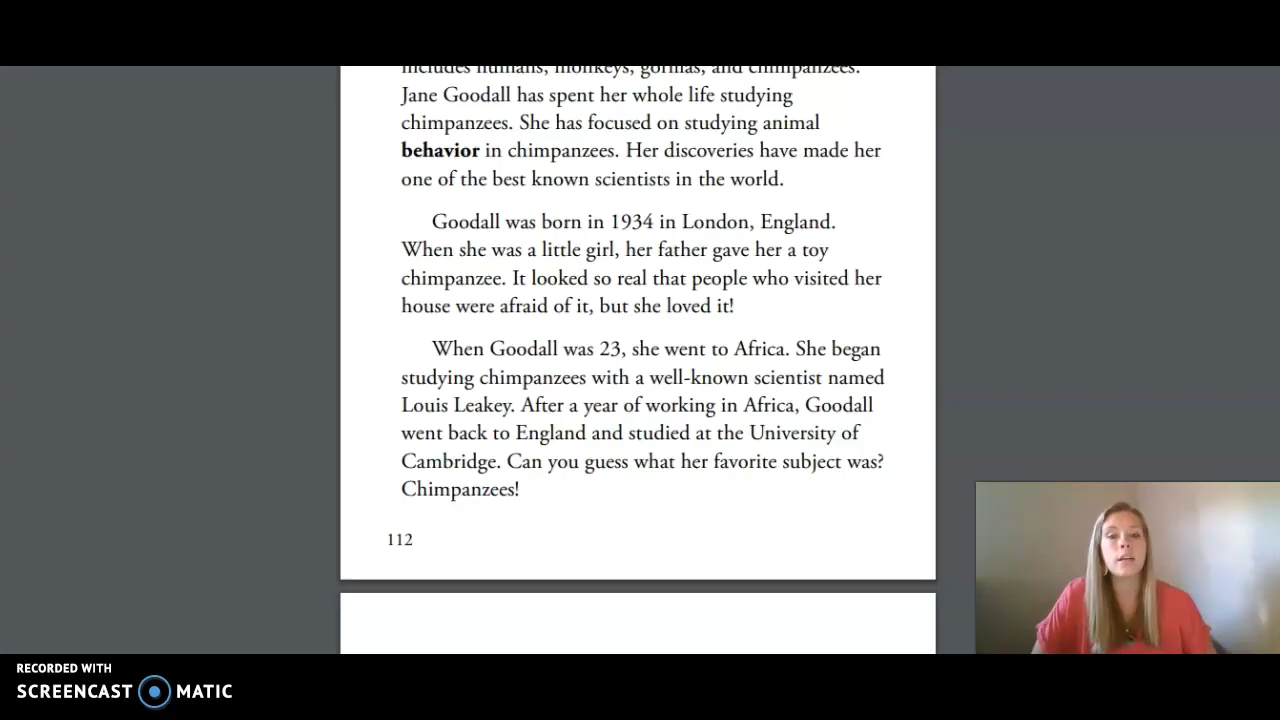 includes humans, monkeys, gorillas, and chimpanzees.
Jane Goodall has spent her whole life studying
chimpanzees. She has focused on studying animal
behavior in chimpanzees. Her discoveries have made her
one of the best known scientists in the world.
Goodall was born in 1934 in London, England.
When she was a little girl, her father gave her a toy
chimpanzee. It looked so real that people who visited her
house were afraid of it, but she loved it!
When Goodall was 23, she went to Africa. She began
studying chimpanzees with a well-known scientist named
Louis Leakey. After a year of working in Africa, Goodall
went back to England and studied at the University of
Cambridge. Can you guess what her favorite subject was?
Chimpanzees!
112
RECORDED WITH
SCREENCAST MATIC